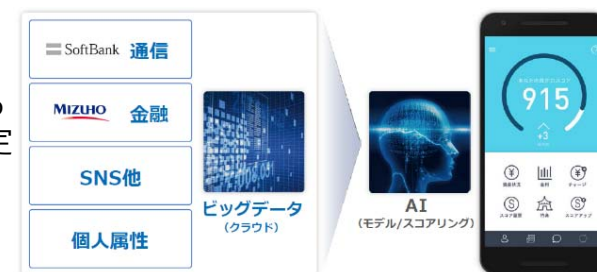 SoftBank 通信
MIZUHO 金融
SNS他
個人属性
定
ビッグデータ
(クラウド)
AI
(モデル/スコアリング)
915
+3